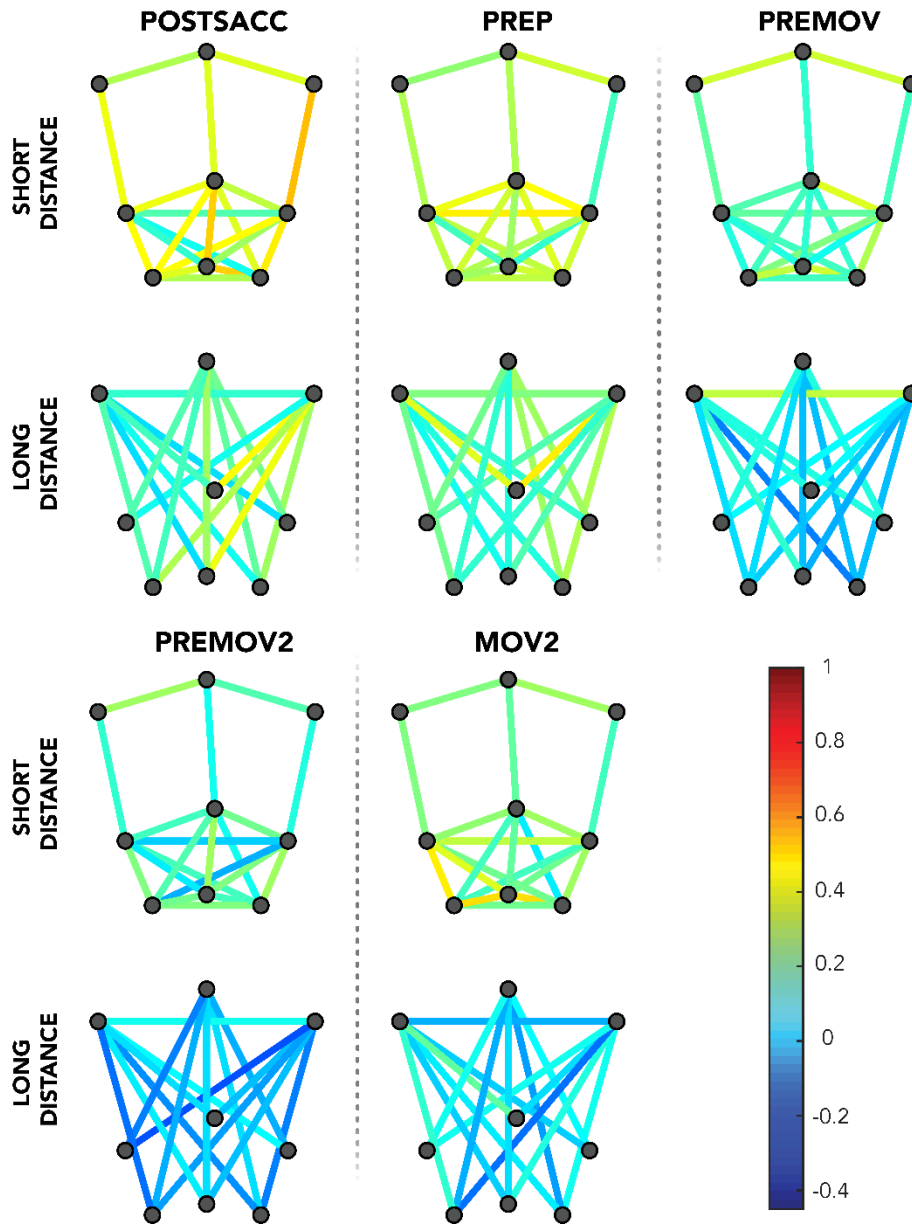 POSTSACC
PREP
PREMOV
SHORT
DISTANCE
LONG
DISTANCE
PREMOV2
MOV2
SHORT
DISTANCE
LONG
DISTANCE
1
0.8
0.6
0.4
0.2
0
-0.2
-0.4